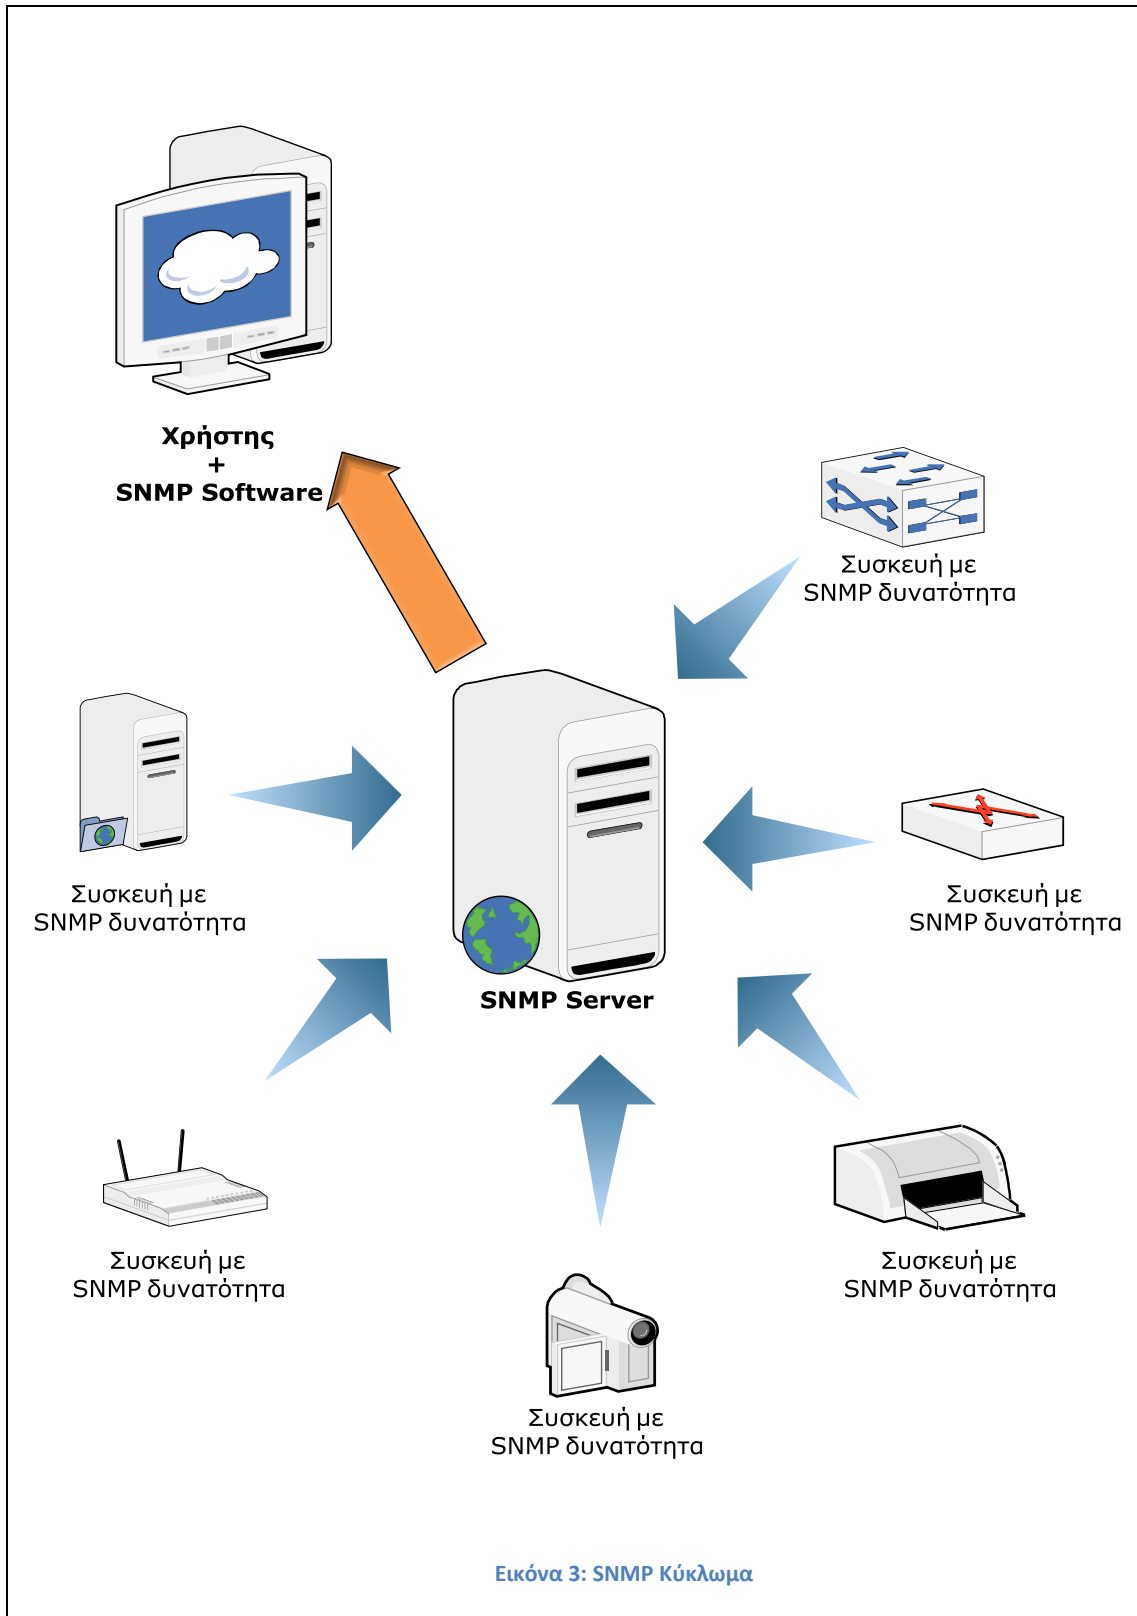 Χρήστης
+
SNMP Software
Συσκευή με
SNMP δυνατότητα
Συσκευή με
SNMP δυνατότητα
Συσκευή με
SNMP δυνατότητα
SNMP Server
Συσκευή με
SNMP δυνατότητα
Συσκευή με
SNMP δυνατότητα
Συσκευή με
SNMP δυνατότητα
Εικόνα 3: SNMP Κύκλωμα